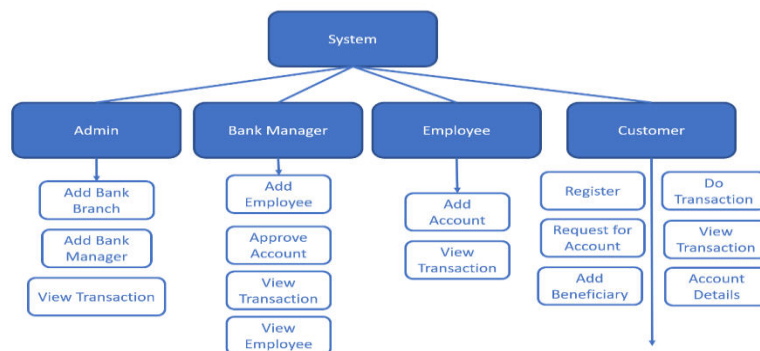 System
Admin
Bank Manager
Employee
Customer
Add Bank
Branch
Add Bank
Manager
View Transaction
Add
Employee
Approve
Account
View
Transaction
View
Employee
Add
Account
View
Transaction
Register
Request for
Account
Add
Beneficiary
Do
Transaction
View
Transaction
Account
Details